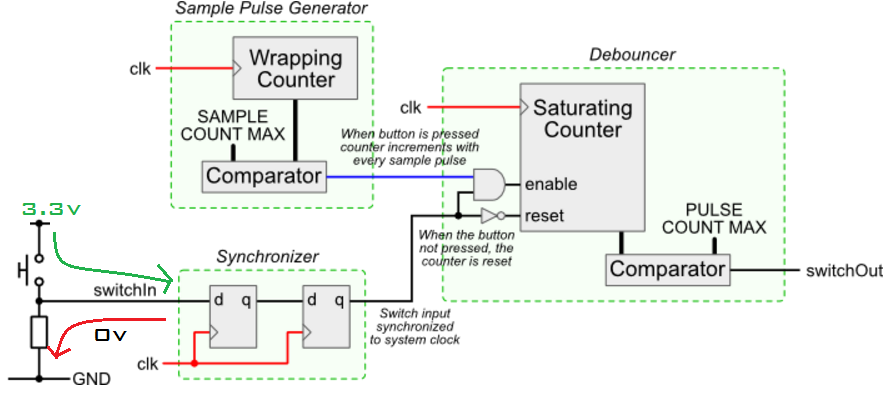 Sample Pulse Generator
clk
Wrapping
Counter
SAMPLE
COUNT MAX
Comparator
When button is pressed
counter increments with
every sample pulse
Debouncer
clk
Saturating
Counter
enable
reset
When the button
not pressed, the
counter is reset
PULSE
COUNT MAX
Comparator
switchOut
3.3v
switchIn
0v
GND
Synchronizer
d q
d q
clk
Switch input
synchronized
to system clock